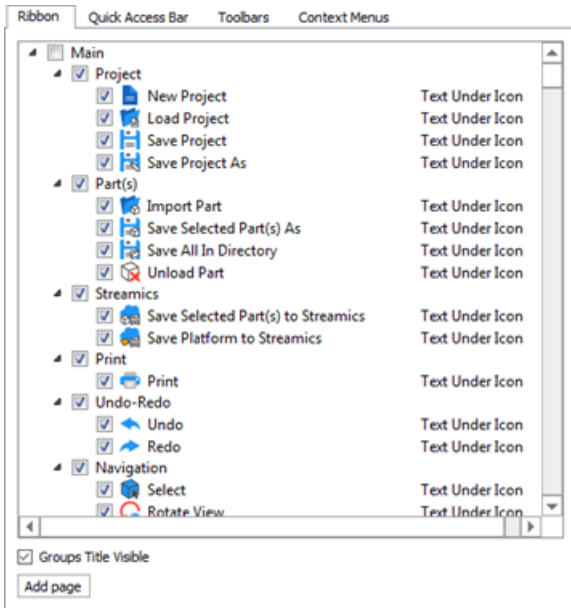 Ribbon Quick Access Bar Toolbars Context Menus
Main
Project
New Project Text Under Icon
Load Project Text Under Icon
Save Project Text Under Icon
Save Project As Text Under Icon
Part(s)
Import Part Text Under Icon
Save Selected Part(s) As Text Under Icon
Save All In Directory Text Under Icon
Unload Part Text Under Icon
Streamics
Save Selected Part(s) to Streamics Text Under Icon
Save Platform to Streamics Text Under Icon
Print
Print Text Under Icon
Undo-Redo
Undo Text Under Icon
Redo Text Under Icon
Navigation
Select Text Under Icon
Rotate View Text Under Icon
Groups Title Visible
Add page